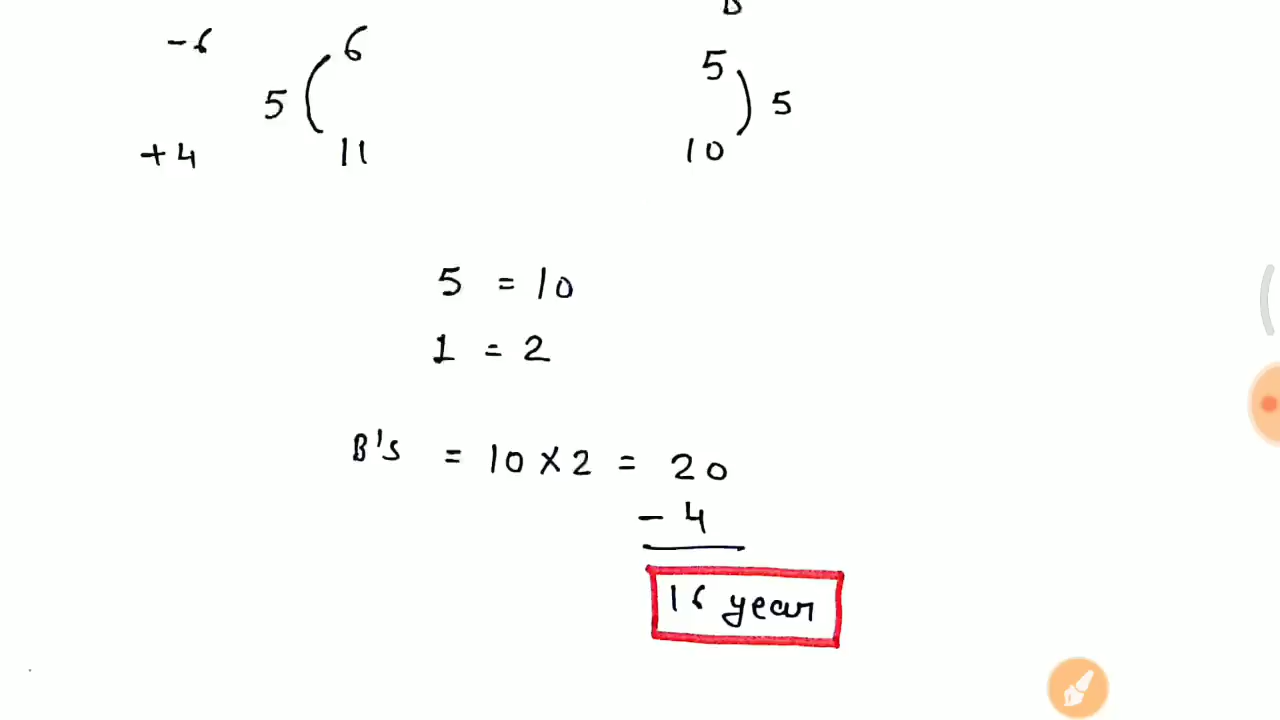 B
-6 6 5
5 ( ) 5
+4 11 10
5 = 10
1 = 2
B's = 10 × 2 = 20
- 4
16 year